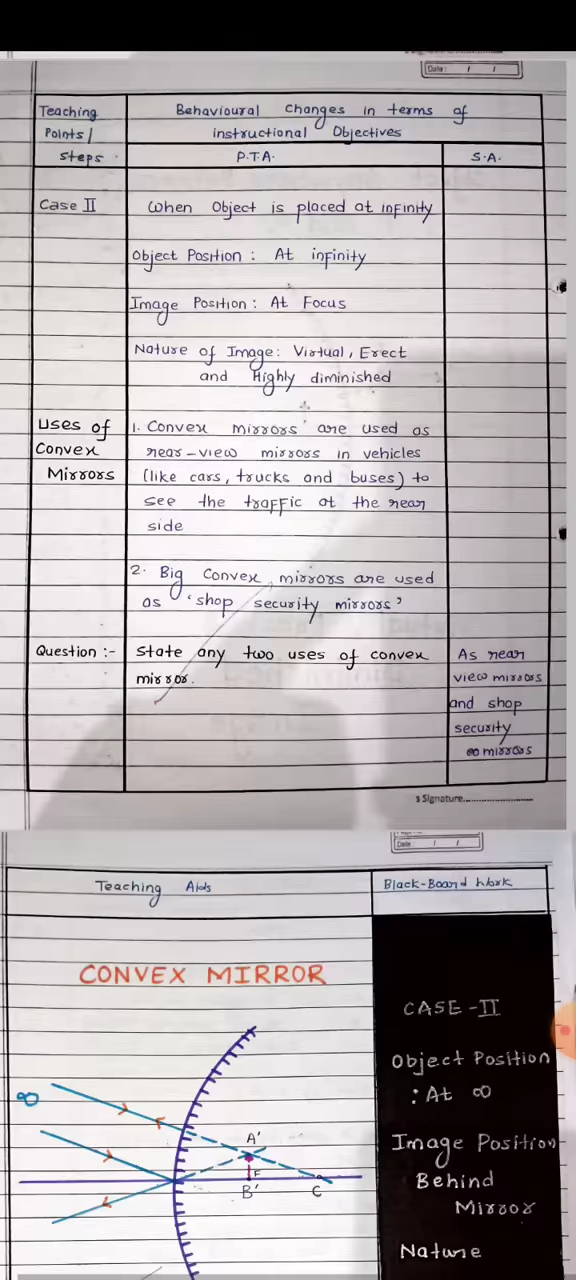 Date : / /
Teaching Points/ Steps
Behavioural Changes in terms of
instructional Objectives
P.T.A.
S.A.
Case II
When Object is placed at infinity
Object Position : At infinity
Image Position : At Focus
Nature of Image: Virtual, Erect
and Highly diminished
Uses of
Convex
Mirrors
1. Convex mirrors are used as
rear-view mirrors in vehicles
(like cars, trucks and buses) to
see the traffic at the rear
side
2. Big Convex mirrors are used
as 'shop security mirrors'
Question :-
State any two uses of convex
mirror.
As rear
view mirrors
and shop
security
mirrors
Signature
Date : / /
Teaching Aids
Black-Board Work
CONVEX MIRROR
∞
A'
F
B'
C
CASE-II
Object Position
: At ∞
Image Position
Behind
Mirror
Nature